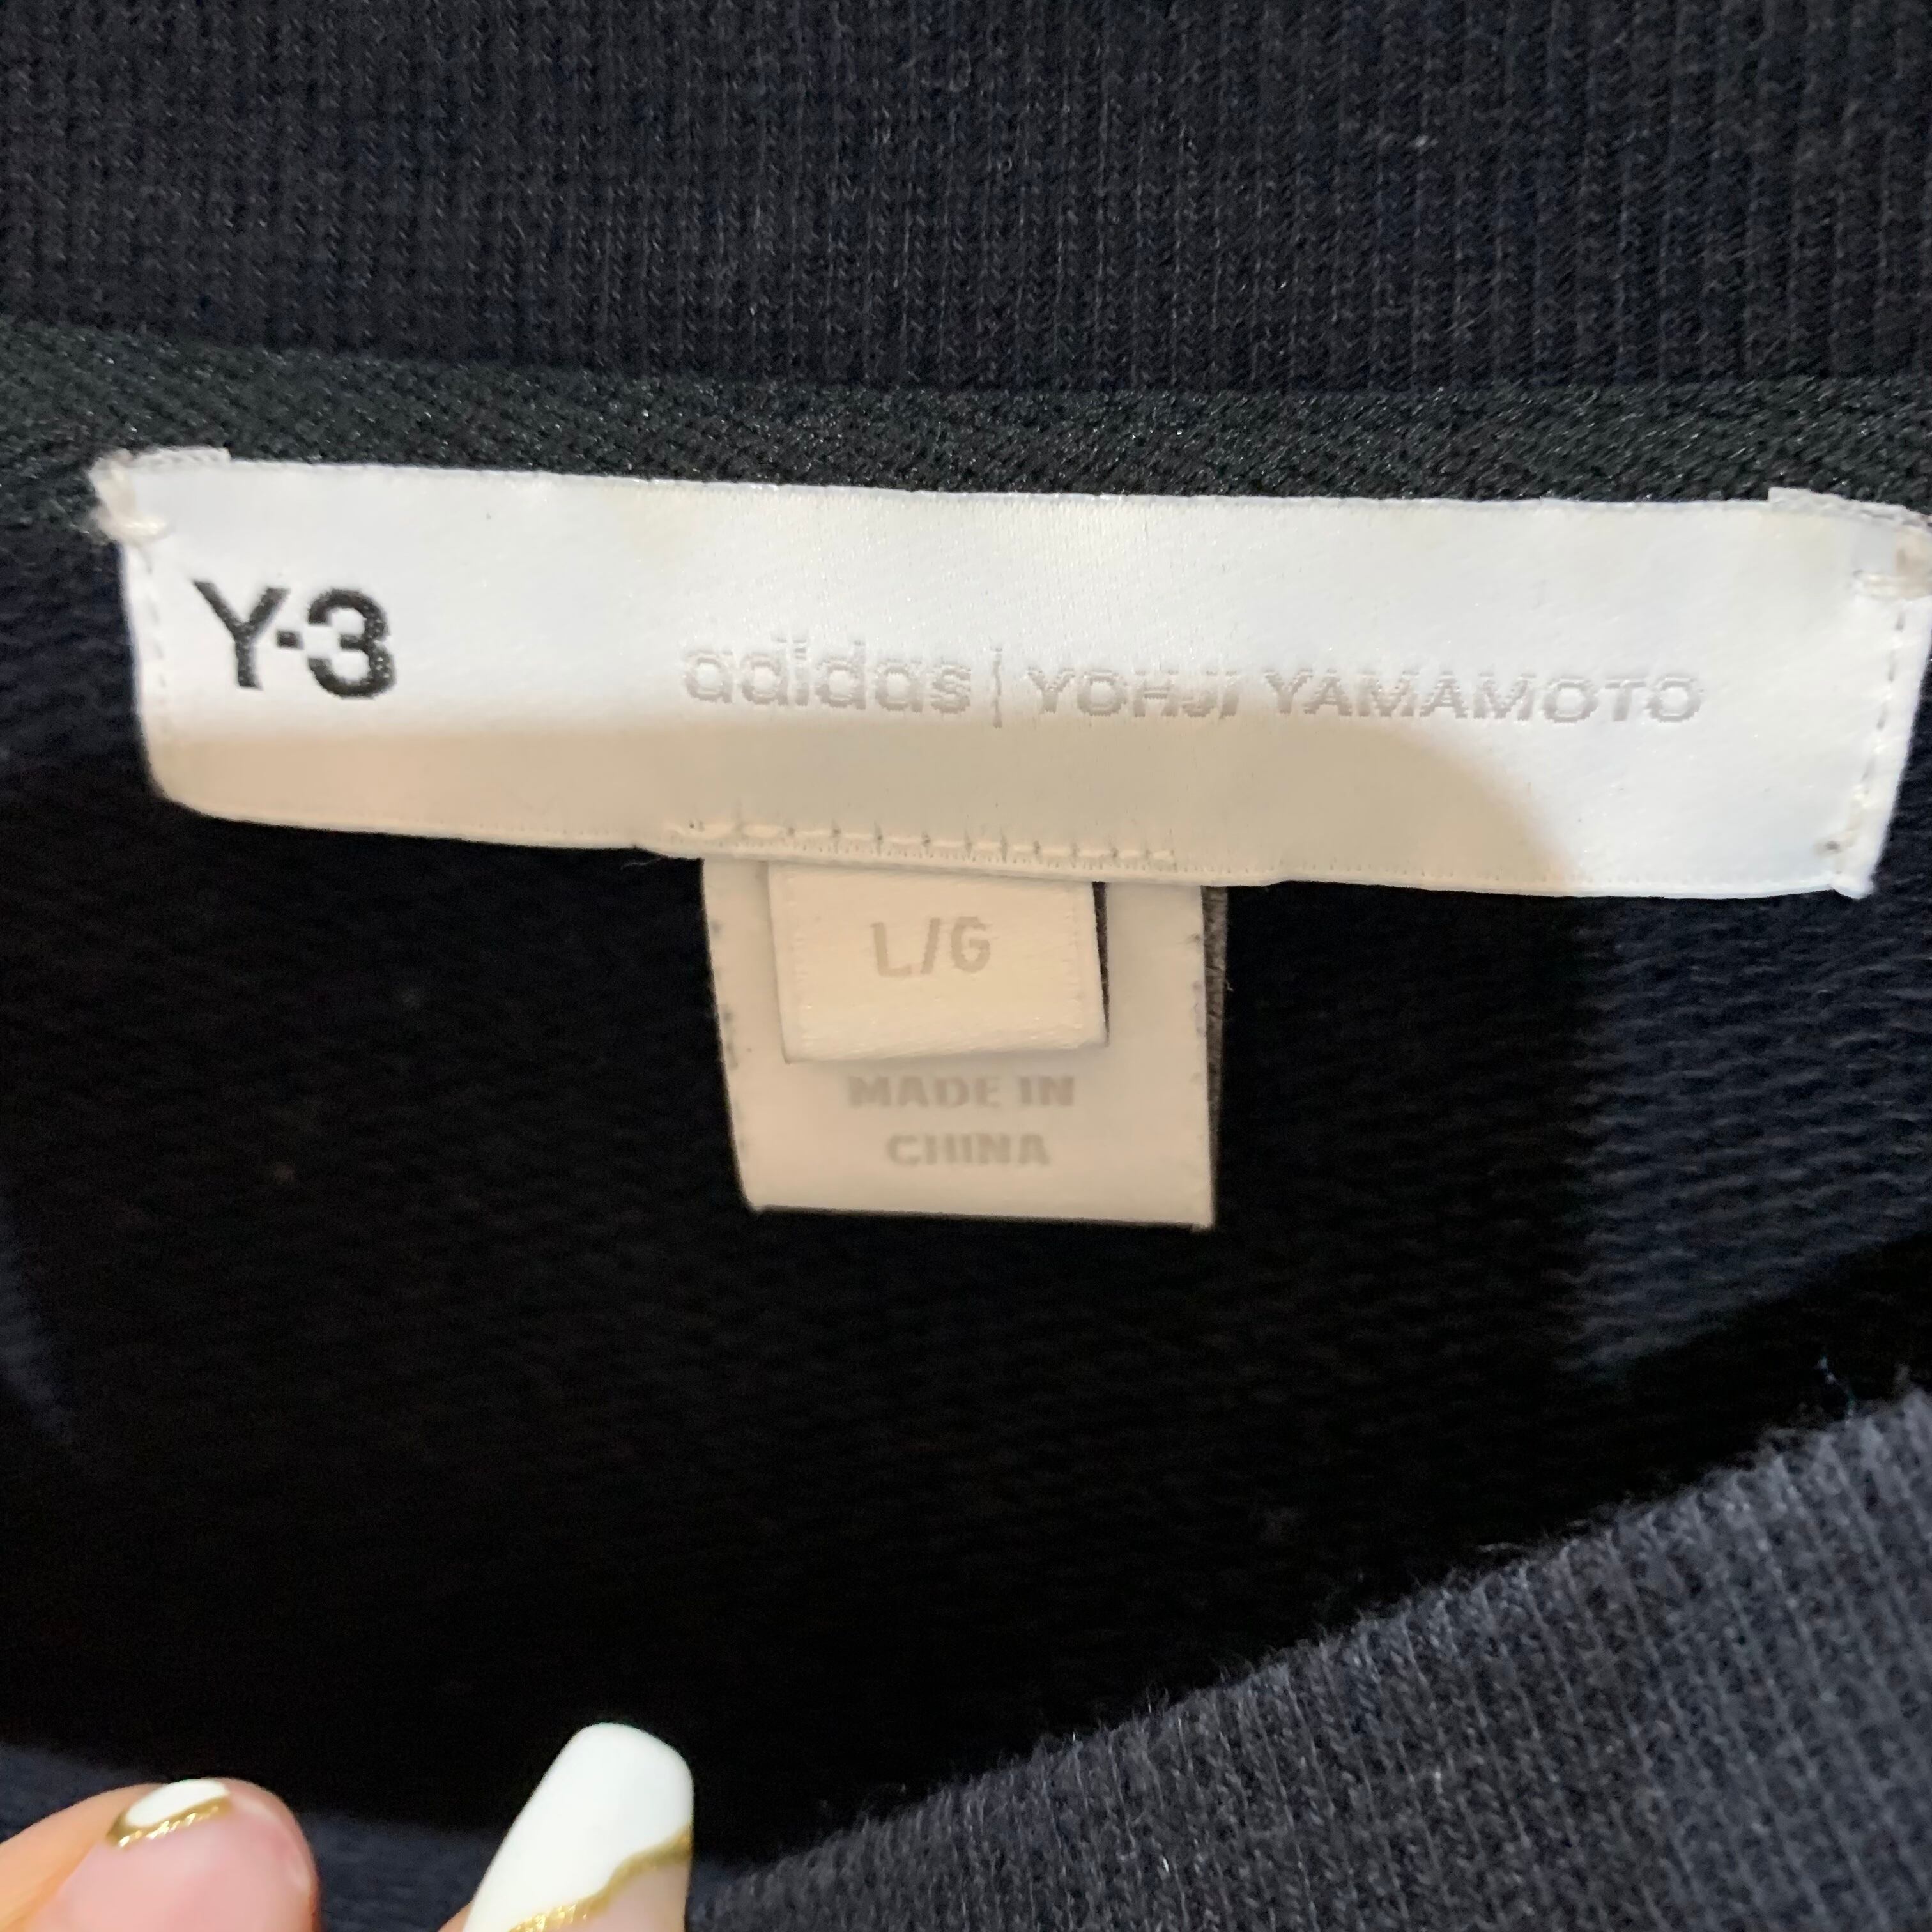 Y-3 adidas | YOHJI YAMAMOTO
L/G
MADE IN
CHINA